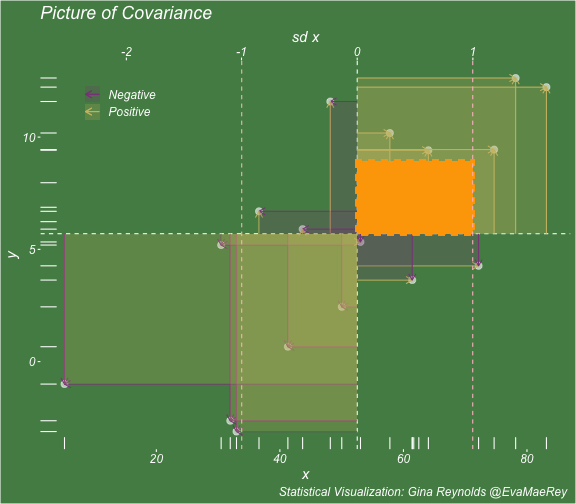 Picture of Covariance
sd x
-2 -1 0 1
Negative
Positive
10
5
0
y
20 40 60 80
x
Statistical Visualization: Gina Reynolds @EvaMaeRey